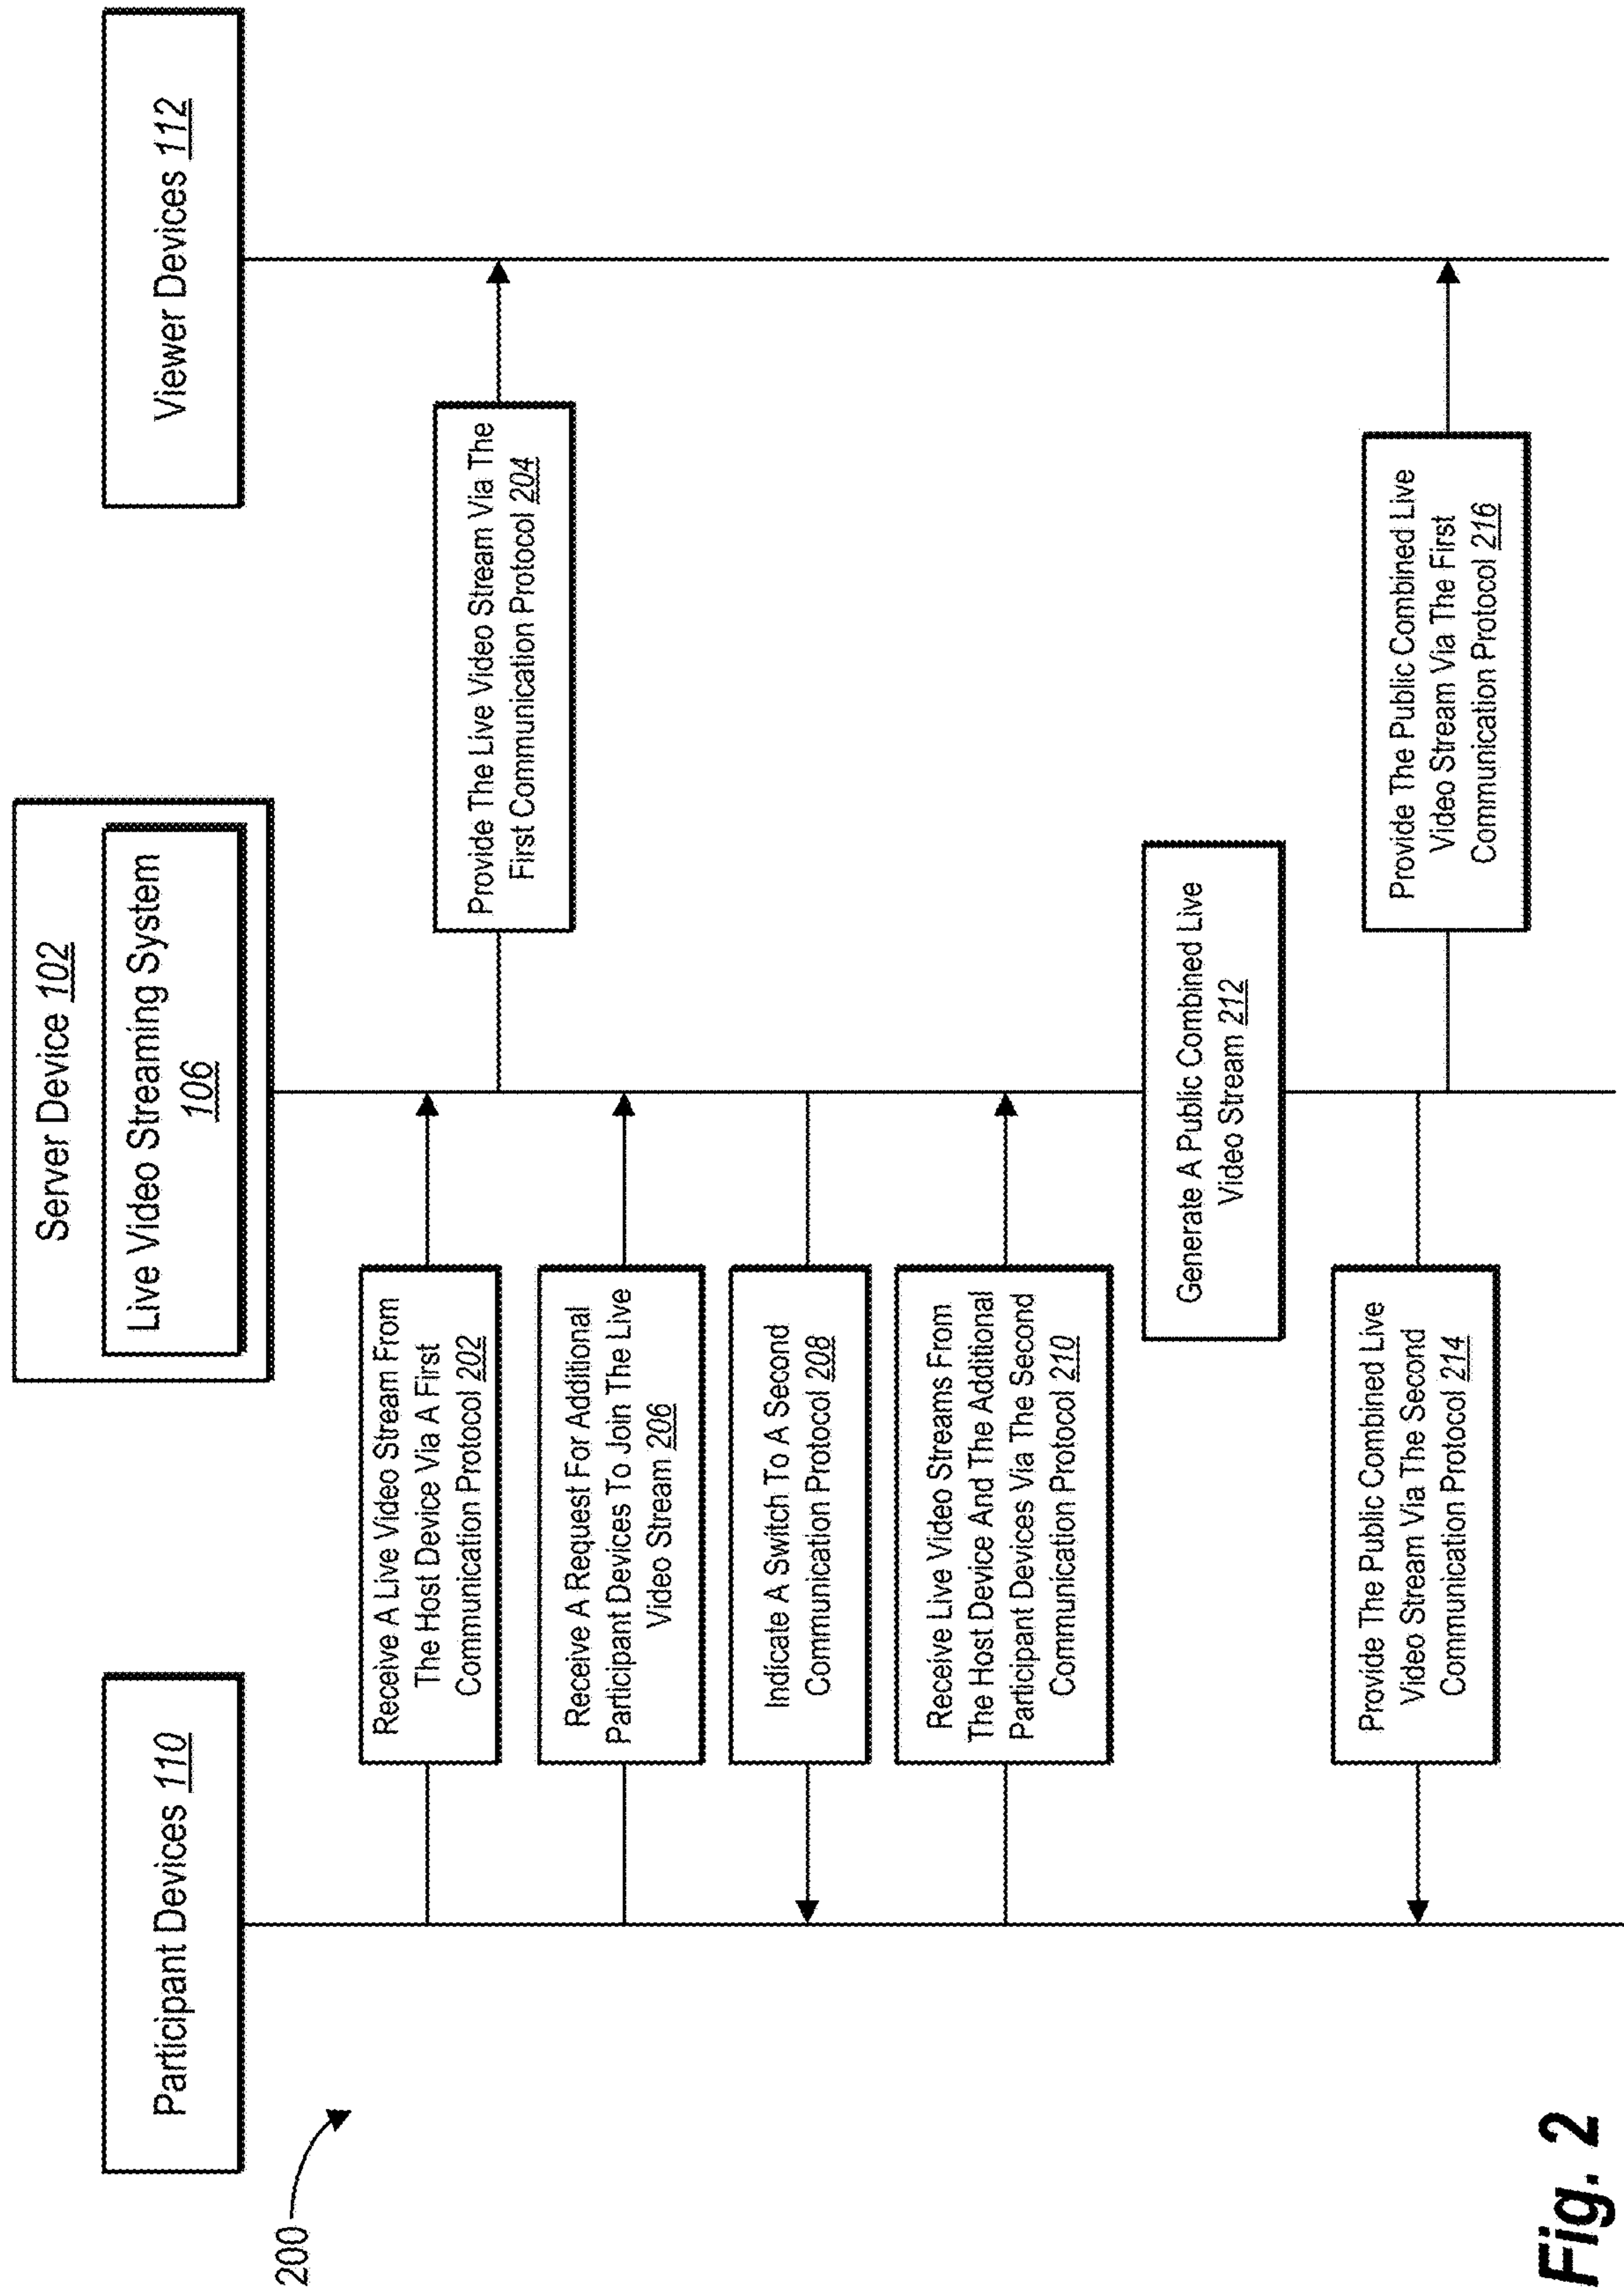 200
Participant Devices 110
Server Device 102
Live Video Streaming System
106
Viewer Devices 112
Receive A Live Video Stream From
The Host Device Via A First
Communication Protocol 202
Provide The Live Video Stream Via The
First Communication Protocol 204
Receive A Request For Additional
Participant Devices To Join The Live
Video Stream 206
Indicate A Switch To A Second
Communication Protocol 208
Receive Live Video Streams From
The Host Device And The Additional
Participant Devices Via The Second
Communication Protocol 210
Generate A Public Combined Live
Video Stream 212
Provide The Public Combined Live
Video Stream Via The Second
Communication Protocol 214
Provide The Public Combined Live
Video Stream Via The First
Communication Protocol 216
Fig. 2